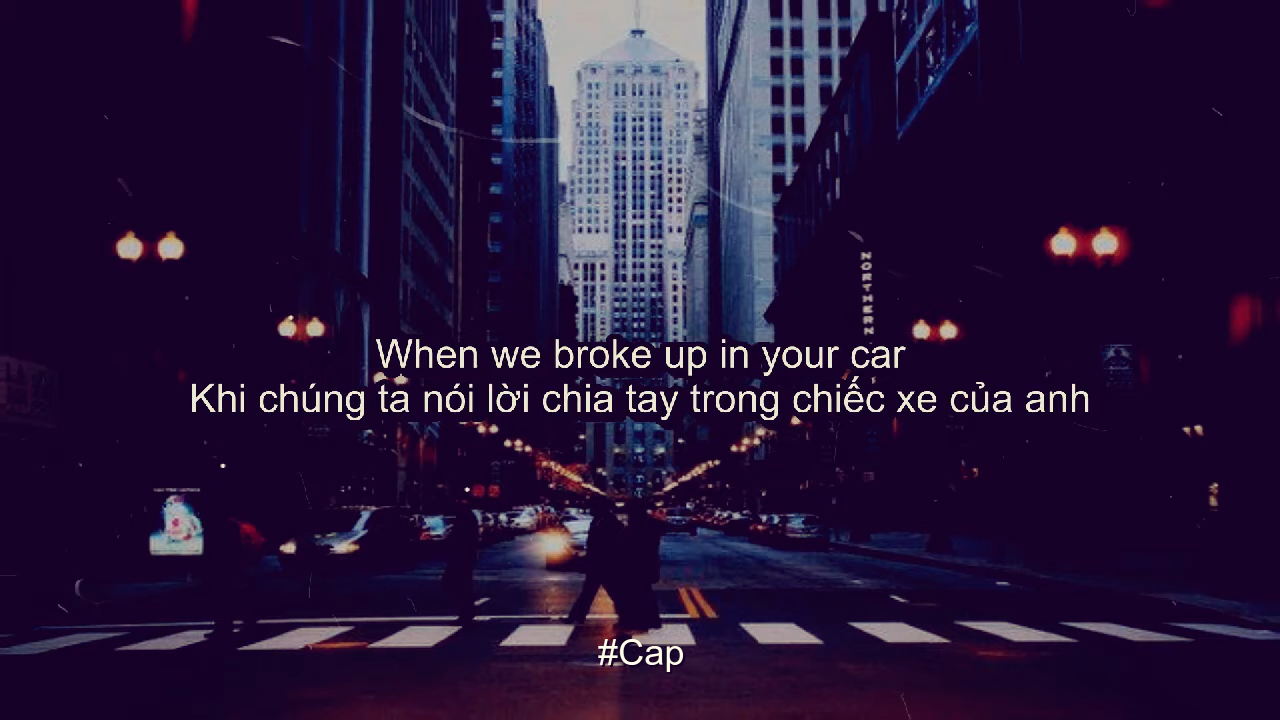 NORTHERN
When we broke up in your car
Khi chúng ta nói lời chia tay trong chiếc xe của anh
#Cap